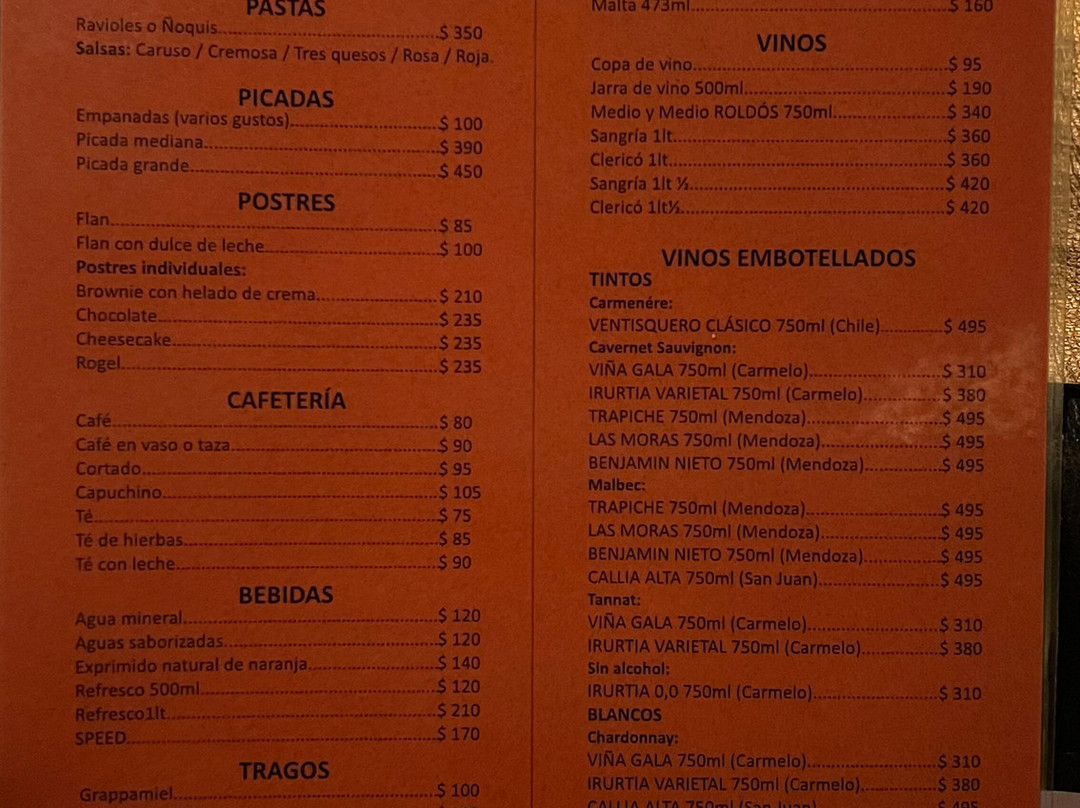 PASTAS
Ravioles o Ñoquis..............................$ 350
Salsas: Caruso / Cremosa / Tres quesos / Rosa / Roja.
PICADAS
Empanadas (varios gustos)..............................$ 100
Picada mediana..............................$ 390
Picada grande..............................$ 450
POSTRES
Flan..............................$ 85
Flan con dulce de leche..............................$ 100
Postres individuales:
Brownie con helado de crema..............................$ 210
Chocolate..............................$ 235
Cheesecake..............................$ 235
Rogel..............................$ 235
CAFETERÍA
Café..............................$ 80
Café en vaso o taza..............................$ 90
Cortado..............................$ 95
Capuchino..............................$ 105
Té..............................$ 75
Té de hierbas..............................$ 85
Té con leche..............................$ 90
BEBIDAS
Agua mineral..............................$ 120
Aguas saborizadas..............................$ 120
Exprimido natural de naranja..............................$ 140
Refresco 500ml..............................$ 120
Refresco1lt..............................$ 210
SPEED..............................$ 170
TRAGOS
Grappamiel..............................$ 100
Malta 473ml..............................$ 160
VINOS
Copa de vino..............................$ 95
Jarra de vino 500ml..............................$ 190
Medio y Medio ROLDÓS 750ml..............................$ 340
Sangría 1lt..............................$ 360
Clericó 1lt..............................$ 360
Sangría 1lt ½..............................$ 420
Clericó 1lt½..............................$ 420
VINOS EMBOTELLADOS
TINTOS
Carmenére:
VENTISQUERO CLÁSICO 750ml (Chile)..............$ 495
Cavernet Sauvignon:
VIÑA GALA 750ml (Carmelo)..............................$ 310
IRURTIA VARIETAL 750ml (Carmelo)..................$ 380
TRAPICHE 750ml (Mendoza)..............................$ 495
LAS MORAS 750ml (Mendoza)..............................$ 495
BENJAMIN NIETO 750ml (Mendoza)..................$ 495
Malbec:
TRAPICHE 750ml (Mendoza)..............................$ 495
LAS MORAS 750ml (Mendoza)..............................$ 495
BENJAMIN NIETO 750ml (Mendoza)..................$ 495
CALLIA ALTA 750ml (San Juan)..............................$ 495
Tannat:
VIÑA GALA 750ml (Carmelo)..............................$ 310
IRURTIA VARIETAL 750ml (Carmelo)..................$ 380
Sin alcohol:
IRURTIA 0,0 750ml (Carmelo)..............................$ 310
BLANCOS
Chardonnay:
VIÑA GALA 750ml (Carmelo)..............................$ 310
IRURTIA VARIETAL 750ml (Carmelo)..................$ 380
CALLIA ALTA 750ml (San Juan)..............................$ 495